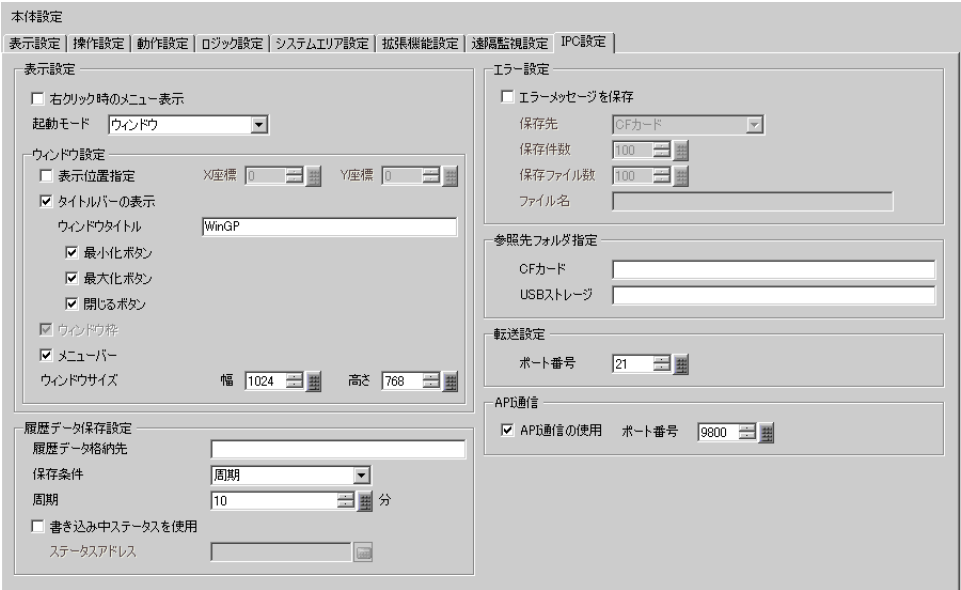 本体設定
表示設定 操作設定 動作設定 ロジック設定 システムエリア設定 拡張機能設定 遠隔監視設定 IPC設定
表示設定
右クリック時のメニュー表示
起動モード ウィンドウ
ウィンドウ設定
表示位置指定 X座標 0 Y座標 0
タイトルバーの表示
ウィンドウタイトル WinGP
最小化ボタン
最大化ボタン
閉じるボタン
ウィンドウ枠
メニューバー
ウィンドウサイズ 幅 1024 高さ 768
履歴データ保存設定
履歴データ格納先
保存条件 周期
周期 10 分
書き込み中ステータスを使用
ステータスアドレス
エラー設定
エラーメッセージを保存
保存先 CFカード
保存件数 100
保存ファイル数 100
ファイル名
参照先フォルダ指定
CFカード
USBストレージ
転送設定
ポート番号 21
API通信
API通信の使用 ポート番号 9800